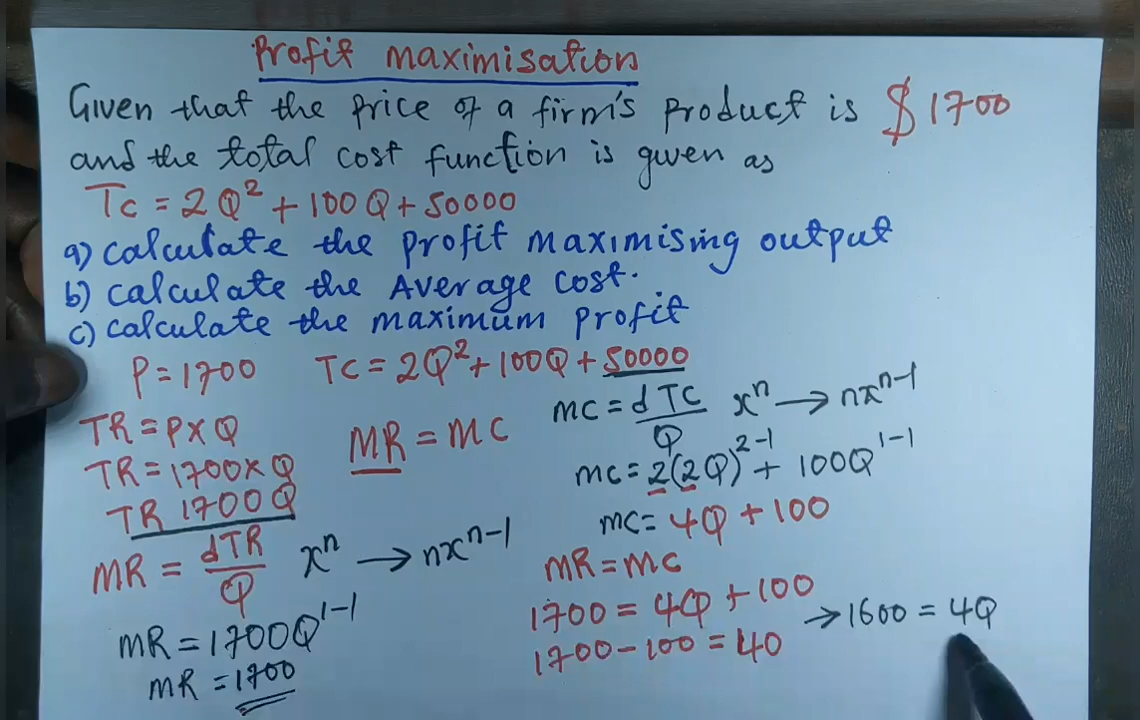 Profit maximisation
Given that the price of a firm's product is $1700
and the total cost function is given as
Tc = 2Q² + 100Q + 50000
a) calculate the profit maximising output
b) calculate the Average cost.
c) calculate the maximum profit
P = 1700
TC = 2Q² + 100Q + 50000
TR = P×Q
TR = 1700×Q
TR 1700Q
MR = dTR/Q xⁿ → nxⁿ⁻¹
MR = 1700Q¹⁻¹
MR = 1700
MR = MC
MC = dTC/Q xⁿ → nxⁿ⁻¹
MC = 2(2Q)²⁻¹ + 100Q¹⁻¹
MC = 4Q + 100
MR = MC
1700 = 4Q + 100
1700 - 100 = 4Q
→ 1600 = 4Q